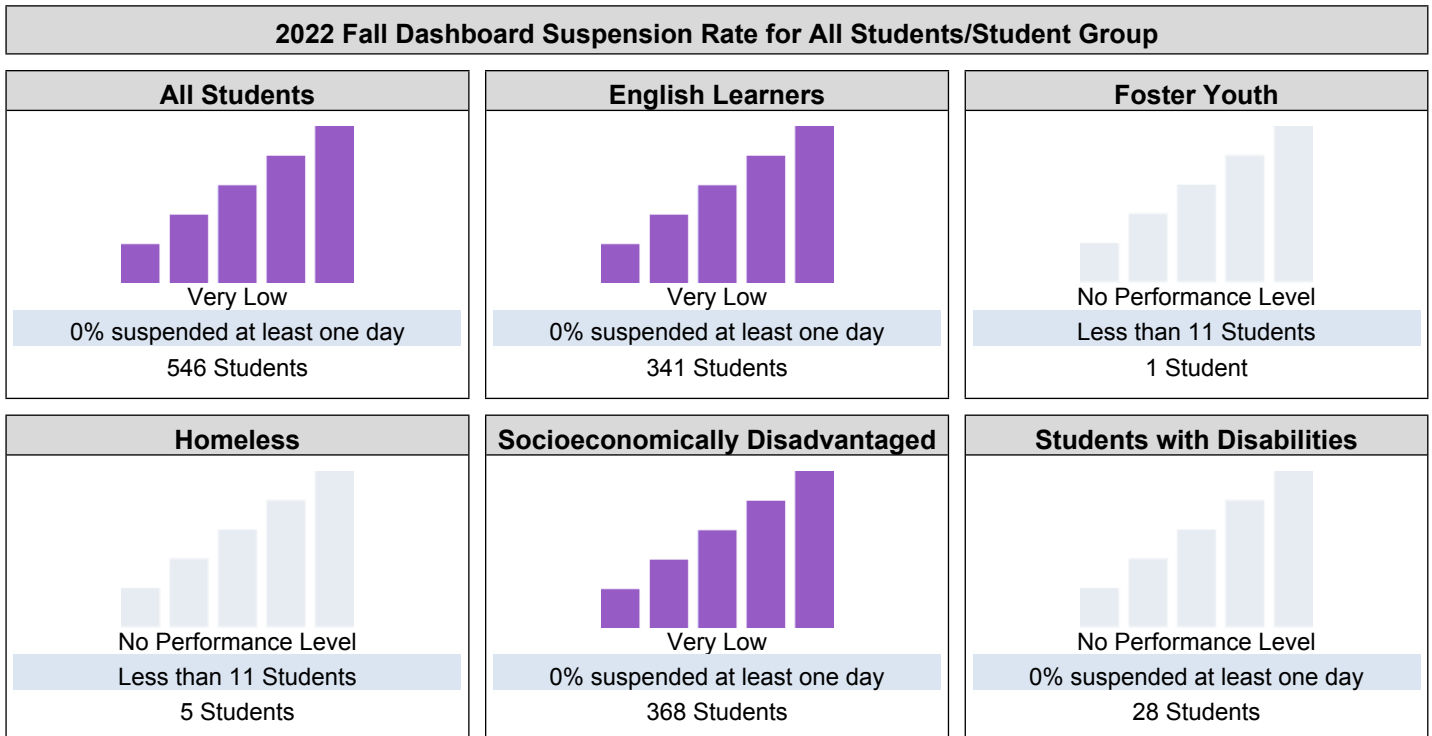 2022 Fall Dashboard Suspension Rate for All Students/Student Group
All Students
Very Low
0% suspended at least one day
546 Students
English Learners
Very Low
0% suspended at least one day
341 Students
Foster Youth
No Performance Level
Less than 11 Students
1 Student
Homeless
No Performance Level
Less than 11 Students
5 Students
Socioeconomically Disadvantaged
Very Low
0% suspended at least one day
368 Students
Students with Disabilities
No Performance Level
0% suspended at least one day
28 Students